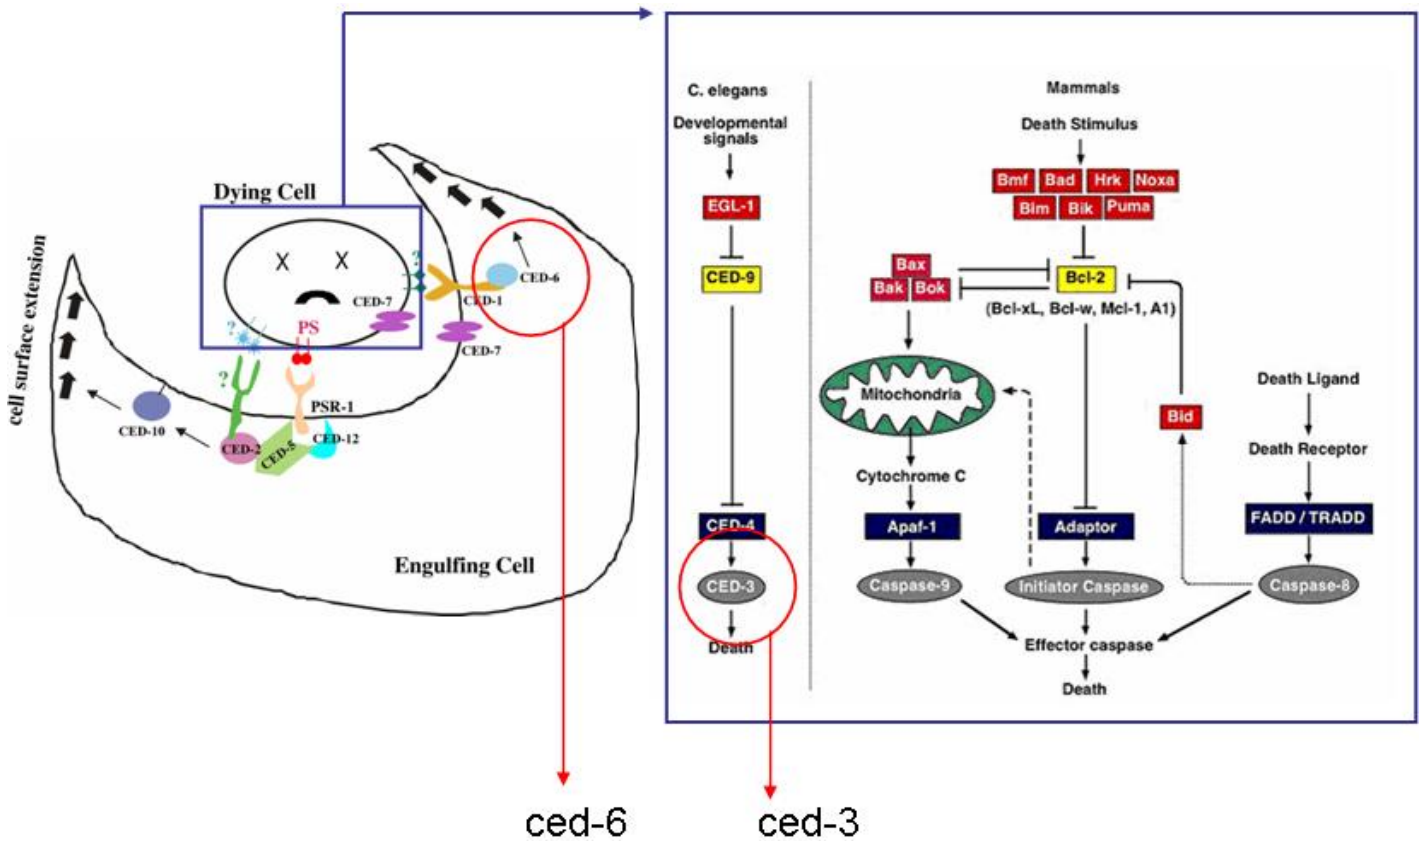 C. elegans
Developmental
signals
EGL-1
CED-9
CED-4
CED-3
Death
Mammals
Death Stimulus
Bmf Bad Hrk Noxa
Bim Bik Puma
Bax
Bak Bok
Bcl-2
(Bcl-xL, Bcl-w, Mcl-1, A1)
Mitochondria
Cytochrome C
Apaf-1
Caspase-9
Adaptor
Initiator Caspase
Effector caspase
Death
Bid
Death Ligand
Death Receptor
FADD / TRADD
Caspase-8
Dying Cell
cell surface extension
X X
?
CED-7
CED-1
CED-6
CED-7
?
PS
?
PSR-1
CED-10
CED-2
CED-5
CED-12
Engulfing Cell
ced-6
ced-3